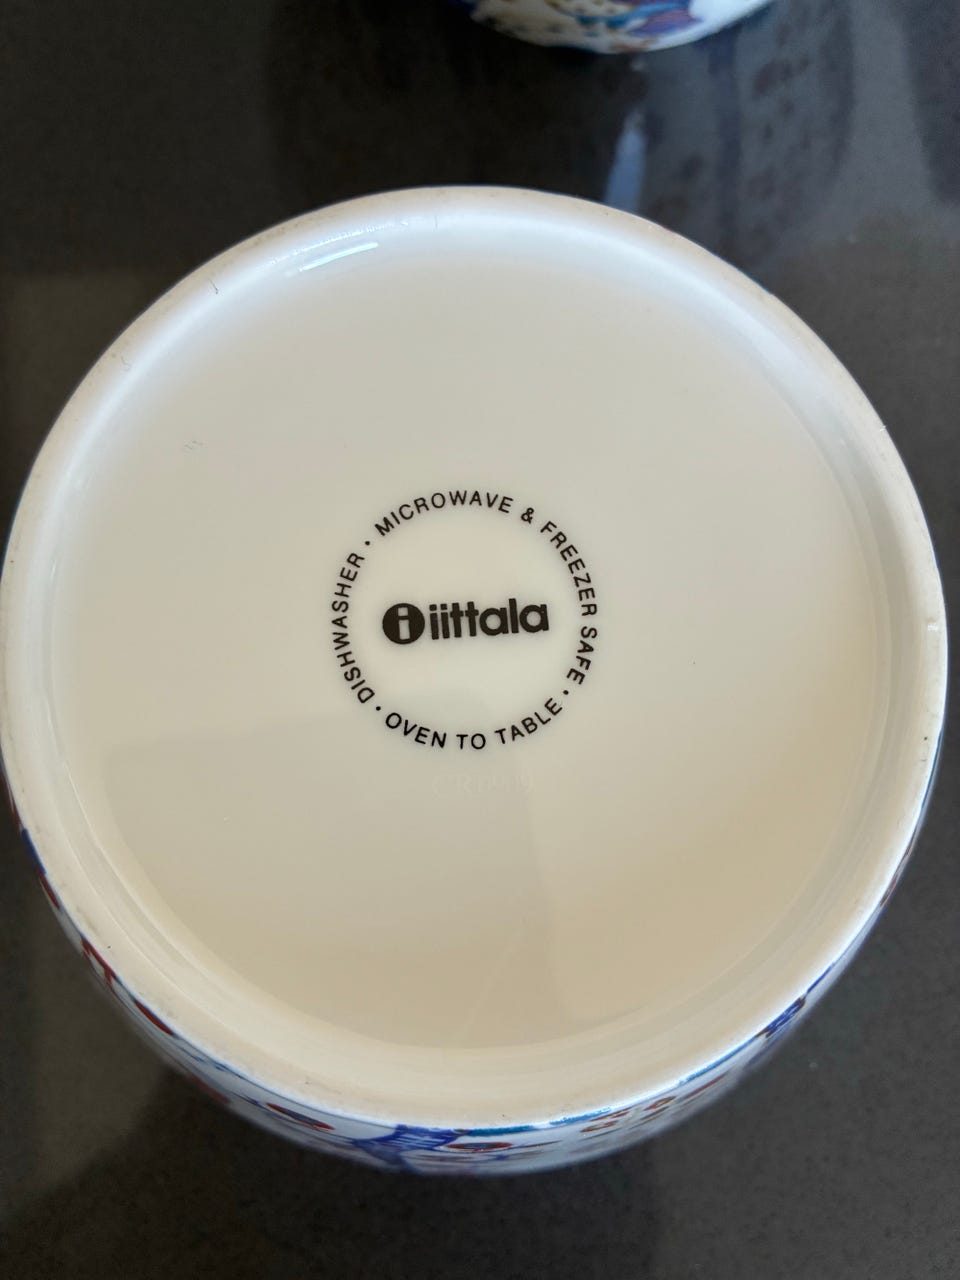 MICROWAVE & FREEZER SAFE • OVEN TO TABLE • DISHWASHER •
i iittala